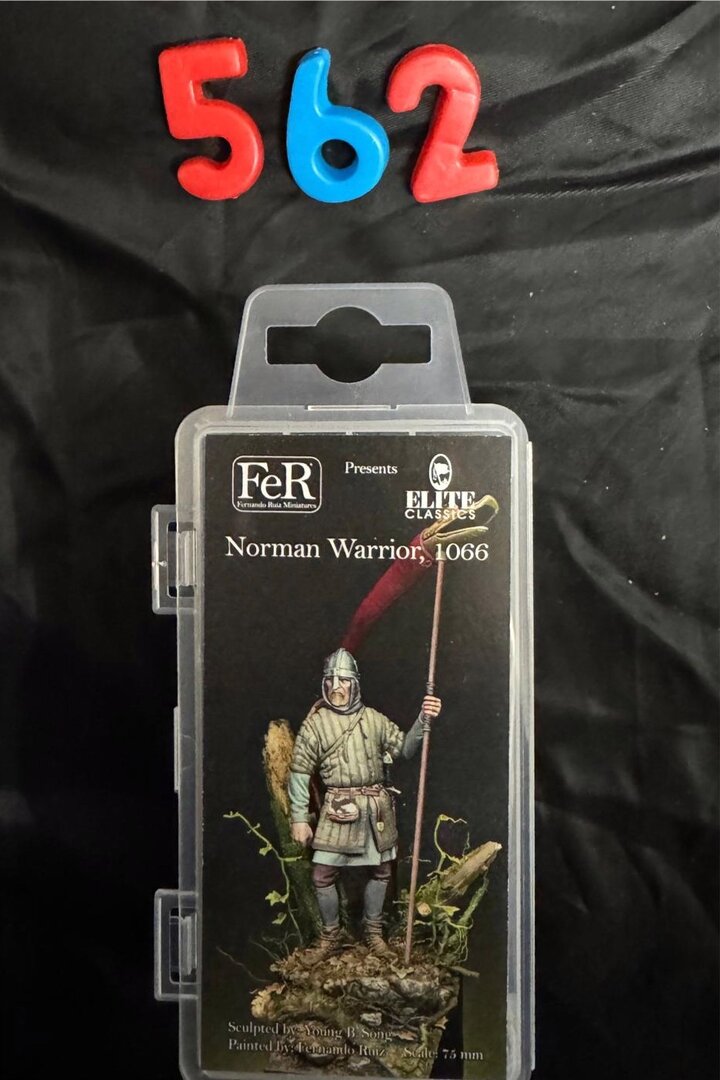 562
FeR
Fernando Ruiz Miniatures
Presents
ELITE
CLASSICS
Norman Warrior, 1066
Sculpted by: Young B. Song
Painted by: Fernando Ruiz Scale: 75 mm